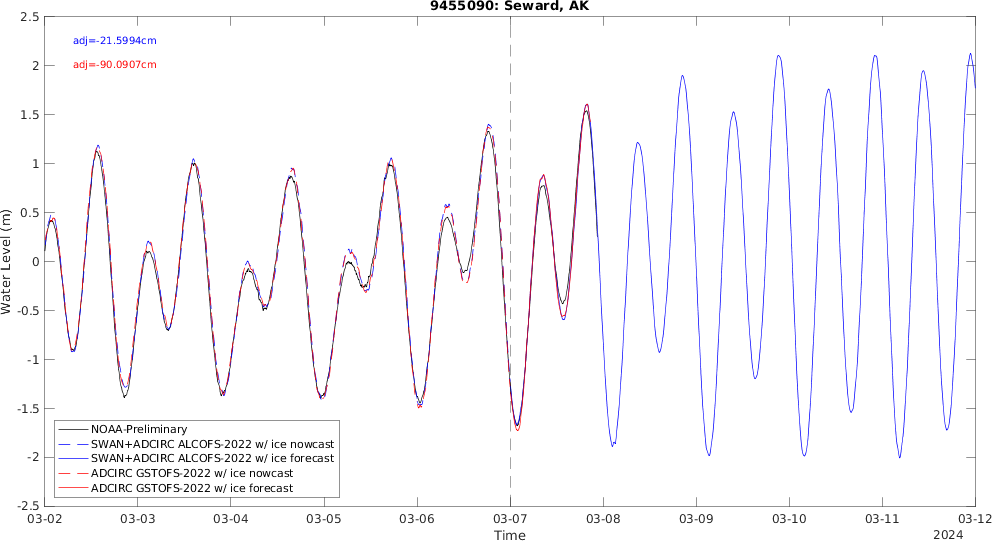 9455090: Seward, AK
adj=-21.5994cm
adj=-90.0907cm
2.5
2
1.5
1
0.5
0
-0.5
-1
-1.5
-2
-2.5
Water Level (m)
NOAA-Preliminary
SWAN+ADCIRC ALCOFS-2022 w/ ice nowcast
SWAN+ADCIRC ALCOFS-2022 w/ ice forecast
ADCIRC GSTOFS-2022 w/ ice nowcast
ADCIRC GSTOFS-2022 w/ ice forecast
03-02 03-03 03-04 03-05 03-06 03-07 03-08 03-09 03-10 03-11 03-12
Time
2024